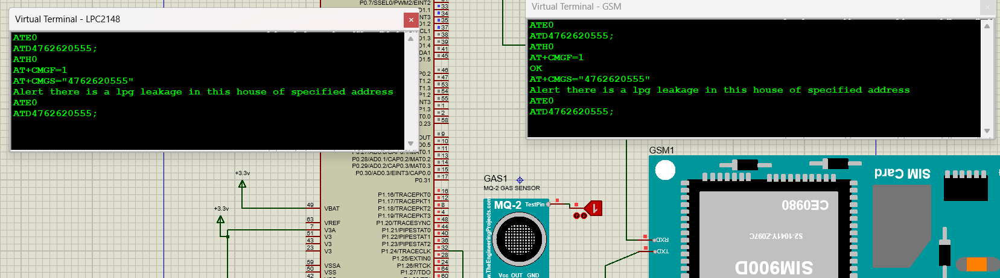 Virtual Terminal - LPC2148
ATE0
ATD4762620555;
ATH0
AT+CMGF=1
AT+CMGS="4762620555"
Alert there is a lpg leakage in this house of specified address
ATE0
ATD4762620555;
Virtual Terminal - GSM
ATE0
ATD4762620555;
ATH0
AT+CMGF=1
OK
AT+CMGS="4762620555"
Alert there is a lpg leakage in this house of specified address
ATE0
ATD4762620555;
P0.7/SSEL0/PWM2/EINT2
33
34
35
37
38
39
41
45
46
47
53
54
55
1
2
58
9
10
11
13
14
15
17
P0.28/AD0.1/CAP0.2/MAT0.2
P0.29/AD0.2/CAP0.3/MAT0.3
P0.30/AD0.3/EINT3/CAP0.0
P0.31
P1.16/TRACEPKT0 16
P1.17/TRACEPKT1 12
P1.18/TRACEPKT2 8
P1.19/TRACEPKT3 4
P1.20/TRACESYNC 48
P1.21/PIPESTAT0 44
P1.22/PIPESTAT1 40
P1.23/PIPESTAT2 36
P1.24/TRACECLK 32
P1.25/EXTIN0 28
P1.26/RTCK 24
P1.27/TDO 64
60
+3.3v
+3.3v
49 VBAT
63 VREF
7 V3A
51 V3
43 V3
23 V3
59 VSSA
50 VSS
42
GAS1
MQ-2 GAS SENSOR
MQ-2
TestPin
1
www.TheEngineeringProjects.com
Vcc OUT GND
GSM1
SIM Card
CE0980
S2-1041Y-Z097C
SIM900D
RXD
TXD